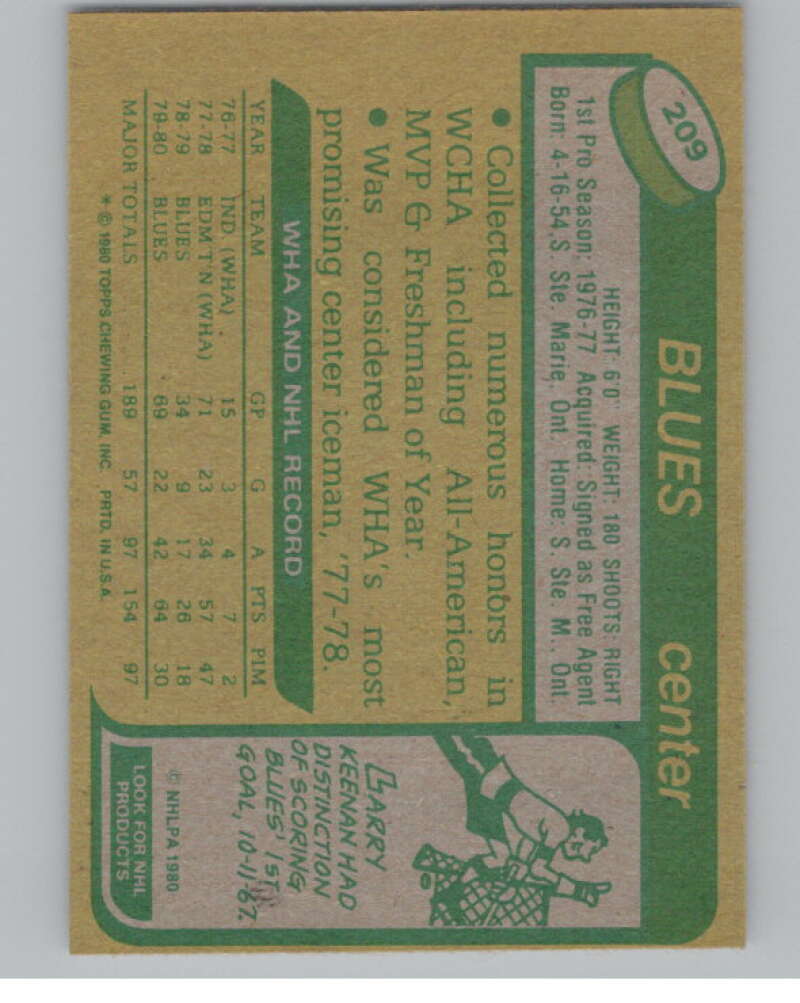 209
BLUES center
HEIGHT: 6'0" WEIGHT: 180 SHOOTS: RIGHT
1st Pro Season: 1976-77 Acquired: Signed as Free Agent
Born: 4-16-54.S. Ste. Marie, Ont. Home: S. Ste. M., Ont.
• Collected numerous honors in
WCHA including All-American,
MVP & Freshman of Year.
• Was considered WHA's most
promising center iceman, '77-78.
WHA AND NHL RECORD
YEAR TEAM GP G A PTS PIM
76-77 IND. (WHA) 15 3 4 7 2
77-78 EDM'T'N (WHA) 71 23 34 57 47
78-79 BLUES 34 9 17 26 18
79-80 BLUES 69 22 42 64 30
MAJOR TOTALS 189 57 97 154 97
* © 1980 TOPPS CHEWING GUM, INC. PRTD. IN U.S.A.
LARRY
KEENAN HAD
DISTINCTION
OF SCORING
BLUES' 1ST
GOAL, 10-11-67.
© NHLPA 1980
LOOK FOR NHL
PRODUCTS